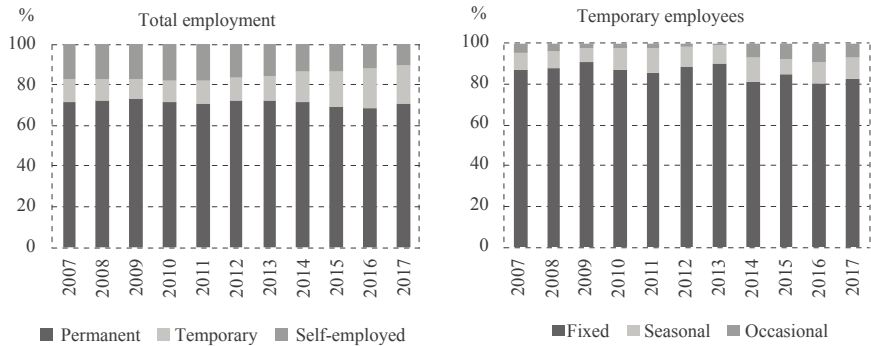 Total employment
%
100
80
60
40
20
0
2007 2008 2009 2010 2011 2012 2013 2014 2015 2016 2017
Permanent Temporary Self-employed
Temporary employees
%
100
80
60
40
20
0
2007 2008 2009 2010 2011 2012 2013 2014 2015 2016 2017
Fixed Seasonal Occasional